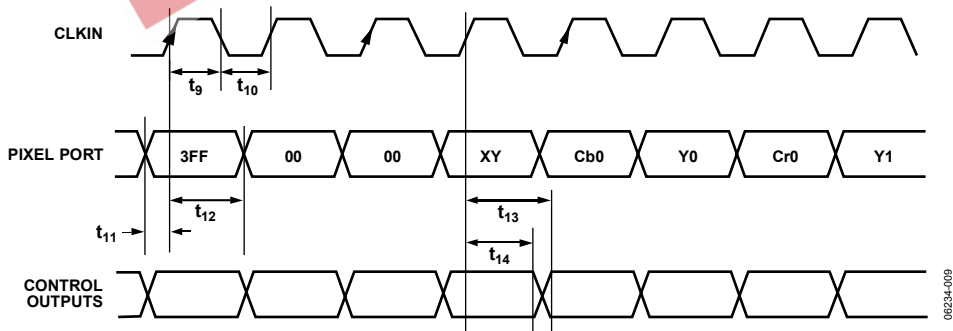 CLKIN
t9 t10
PIXEL PORT 3FF 00 00 XY Cb0 Y0 Cr0 Y1
t12 t13
t11
t14
CONTROL
OUTPUTS
06234-009